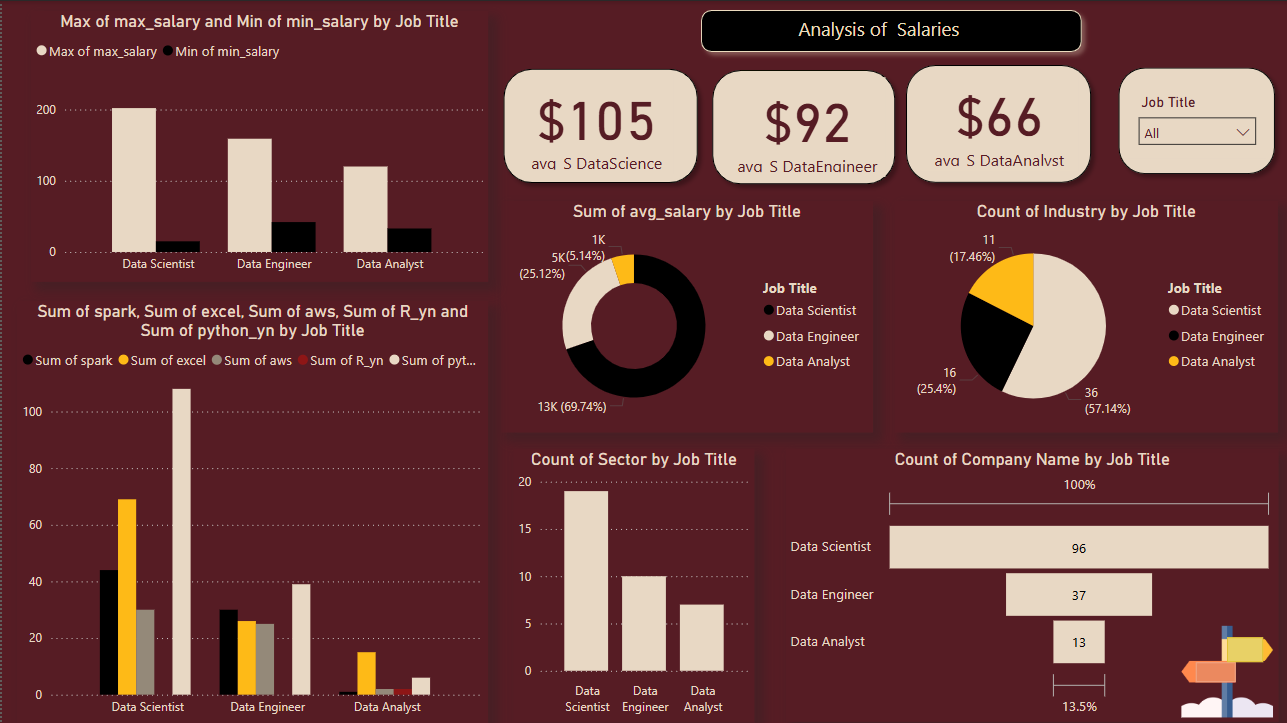 Max of max_salary and Min of min_salary by Job Title
Max of max_salary Min of min_salary
200
100
0
Data Scientist Data Engineer Data Analyst
Analysis of Salaries
$105
avg_S_DataScience
$92
avg_S_DataEngineer
$66
avg_S_DataAnalyst
Job Title
All
Sum of avg_salary by Job Title
1K
(5.14%)
5K
(25.12%)
13K (69.74%)
Job Title
Data Scientist
Data Engineer
Data Analyst
Count of Industry by Job Title
11
(17.46%)
16
(25.4%)
36
(57.14%)
Job Title
Data Scientist
Data Engineer
Data Analyst
Sum of spark, Sum of excel, Sum of aws, Sum of R_yn and
Sum of python_yn by Job Title
Sum of spark Sum of excel Sum of aws Sum of R_yn Sum of pyt...
100
80
60
40
20
0
Data Scientist Data Engineer Data Analyst
Count of Sector by Job Title
20
15
10
5
0
Data Data Data
Scientist Engineer Analyst
Count of Company Name by Job Title
100%
Data Scientist 96
Data Engineer 37
Data Analyst 13
13.5%